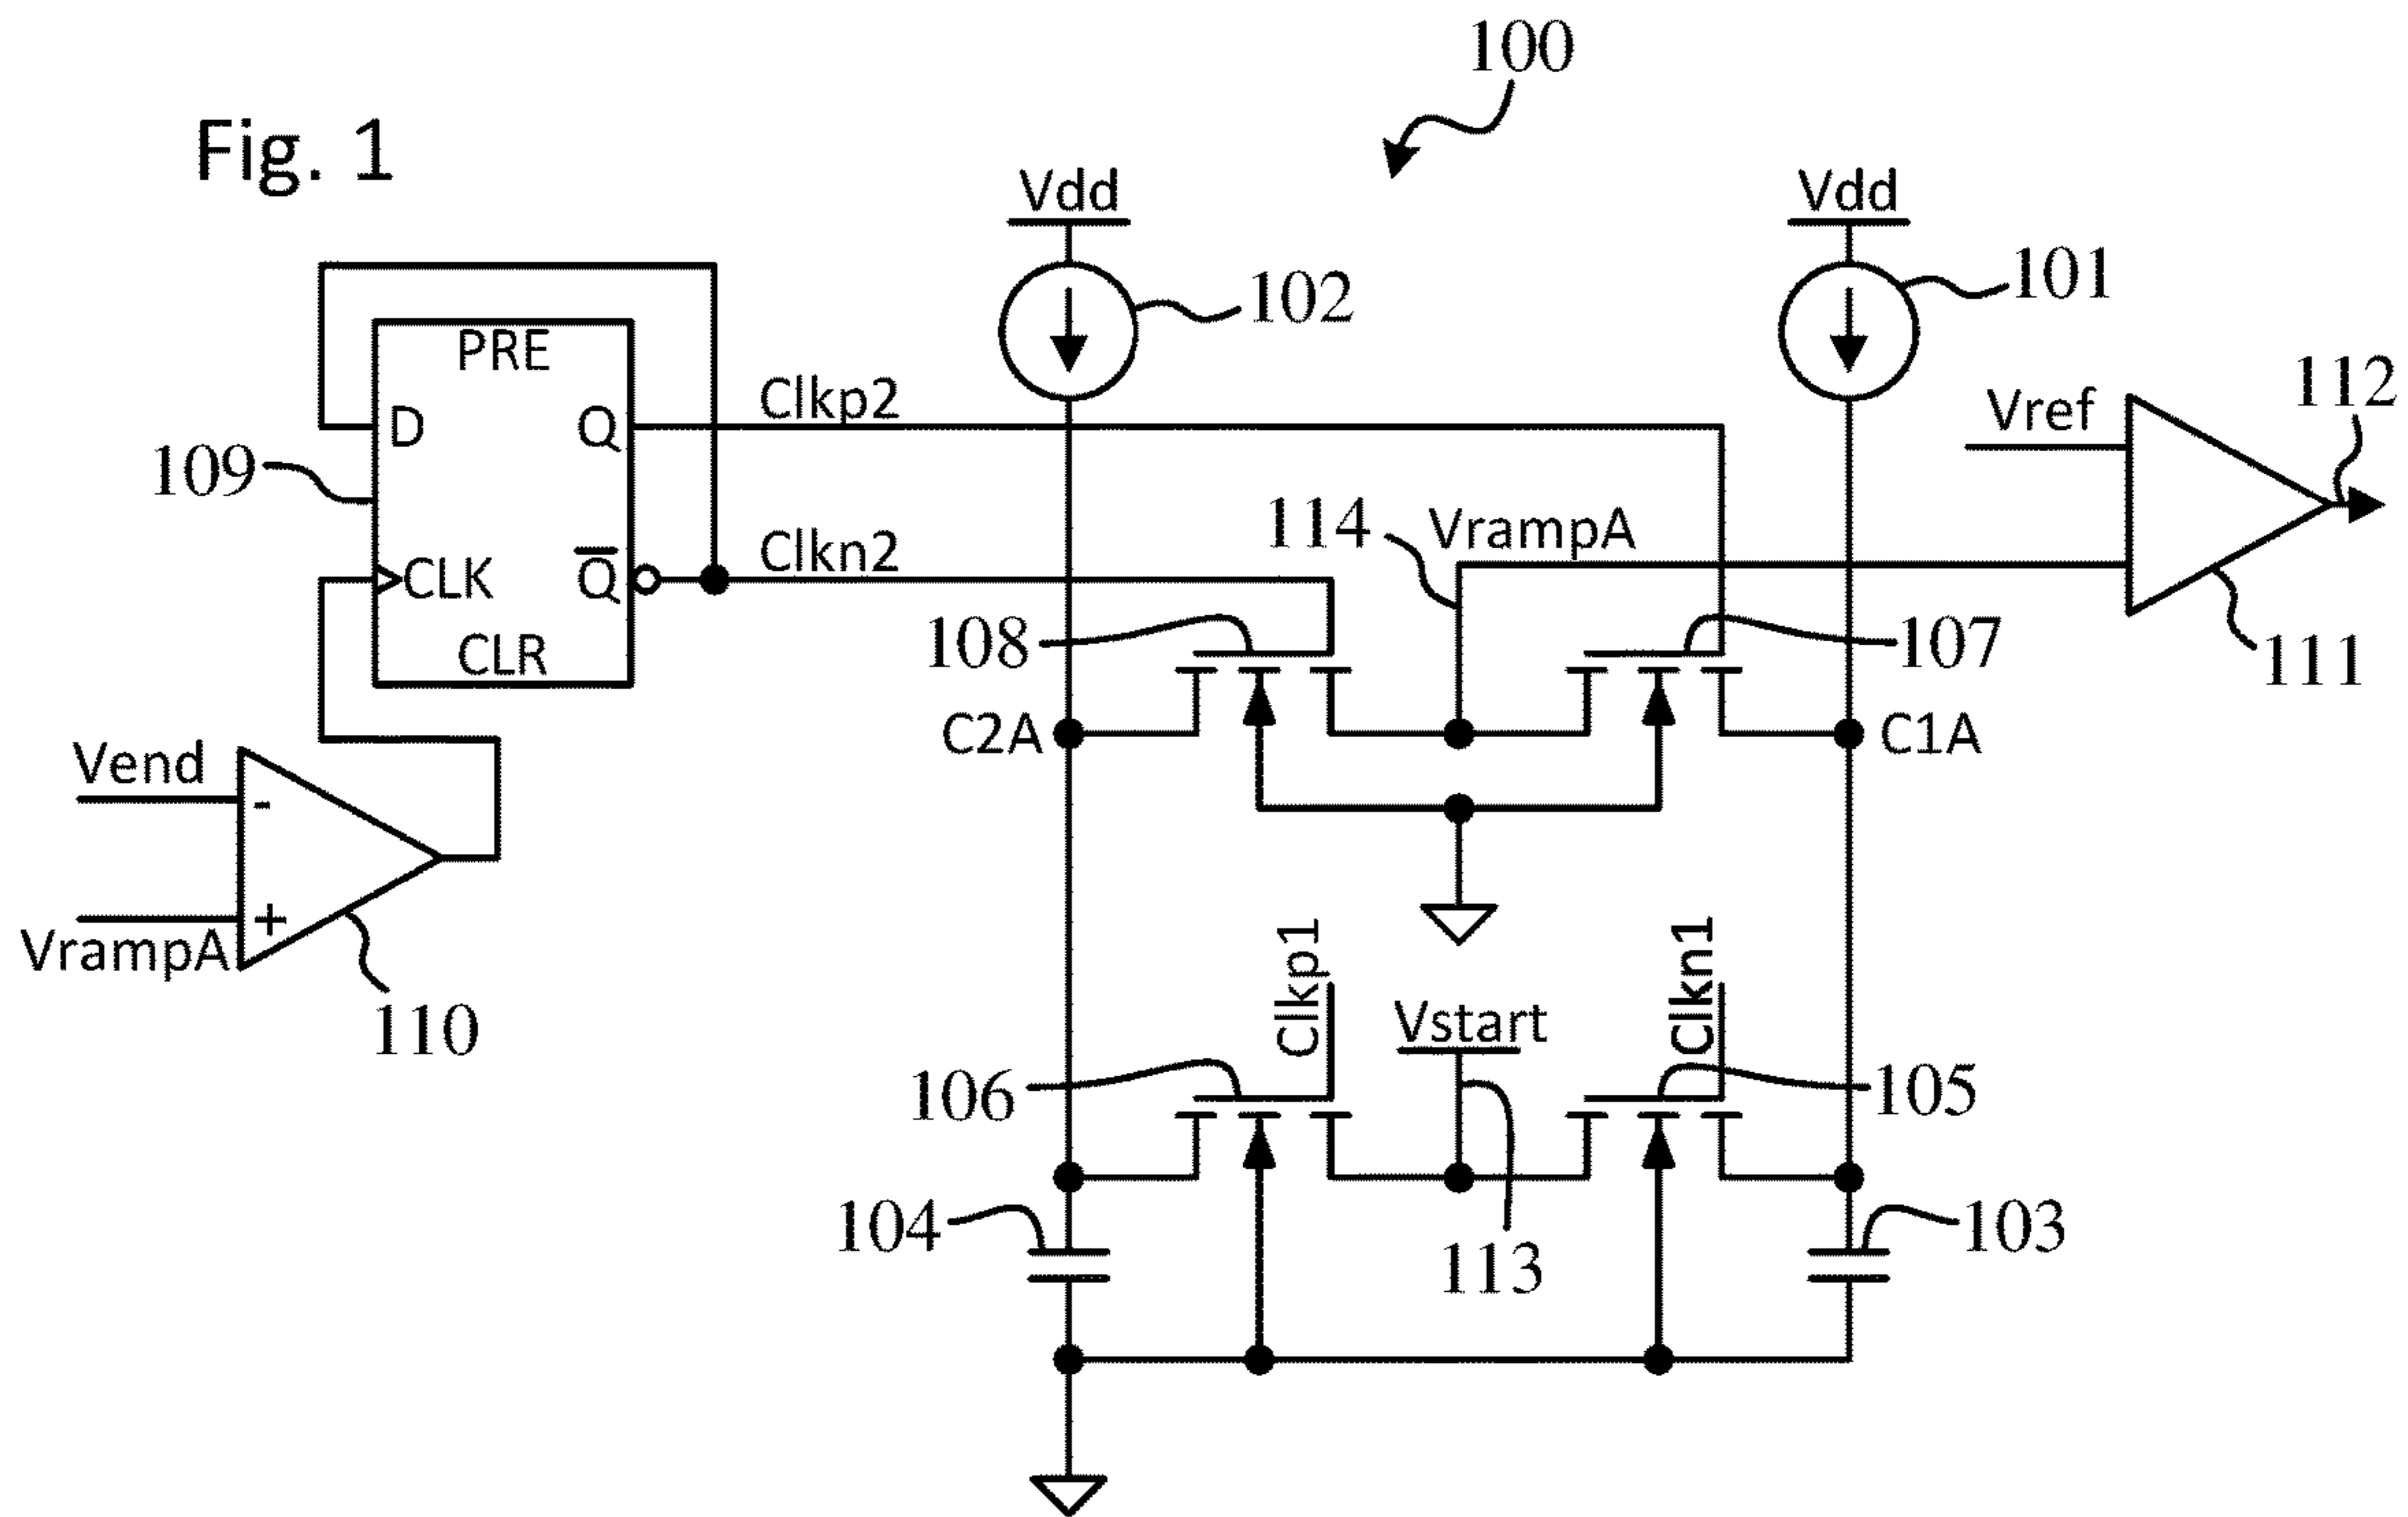 100
Fig. 1
Vdd
Vdd
102
101
PRE
D
Q
Clkp2
Vref
112
109
114
VrampA
CLK
Q
Clkn2
CLR
108
107
111
C2A
C1A
Vend
-
+
VrampA
110
Clkp1
Vstart
Clkn1
106
105
104
113
103